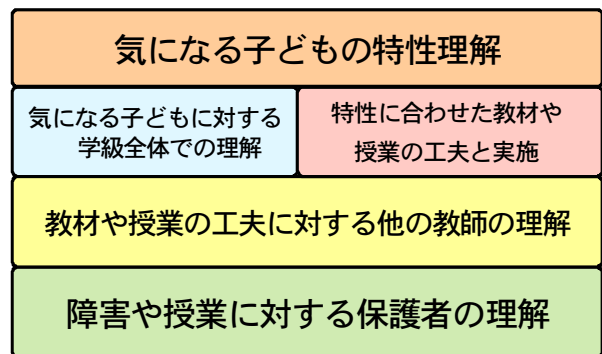 気になる子どもの特性理解
気になる子どもに対する
学級全体での理解
特性に合わせた教材や
授業の工夫と実施
教材や授業の工夫に対する他の教師の理解
障害や授業に対する保護者の理解